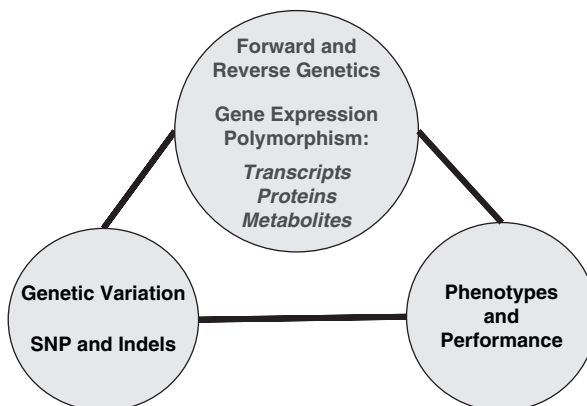 Forward and
Reverse Genetics
Gene Expression
Polymorphism:
Transcripts
Proteins
Metabolites
Genetic Variation
SNP and Indels
Phenotypes
and
Performance